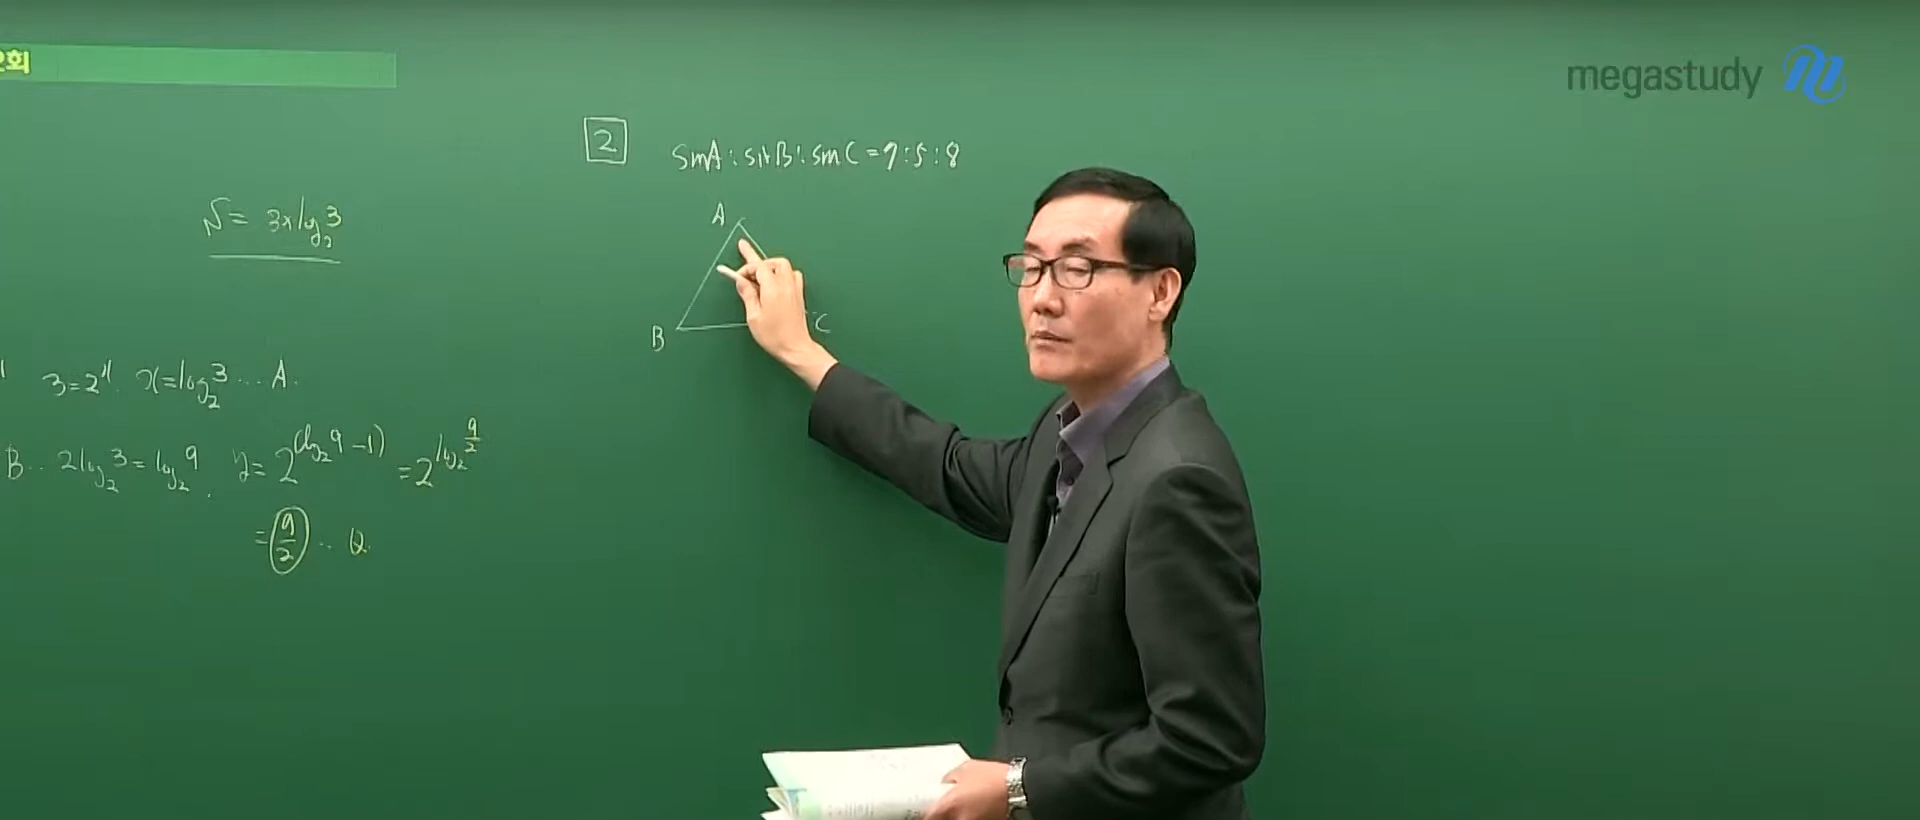 요회
megastudy
N = 3×log₂3
3=2^x. x=log₂3 ... A.
B.. 2log₂3 = log₂9. y = 2^(log₂9 - 1) = 2^log₂ 9/2
= 9/2 ..
2
sinA : sinB : sinC = 7 : 5 : 8
A
B
C